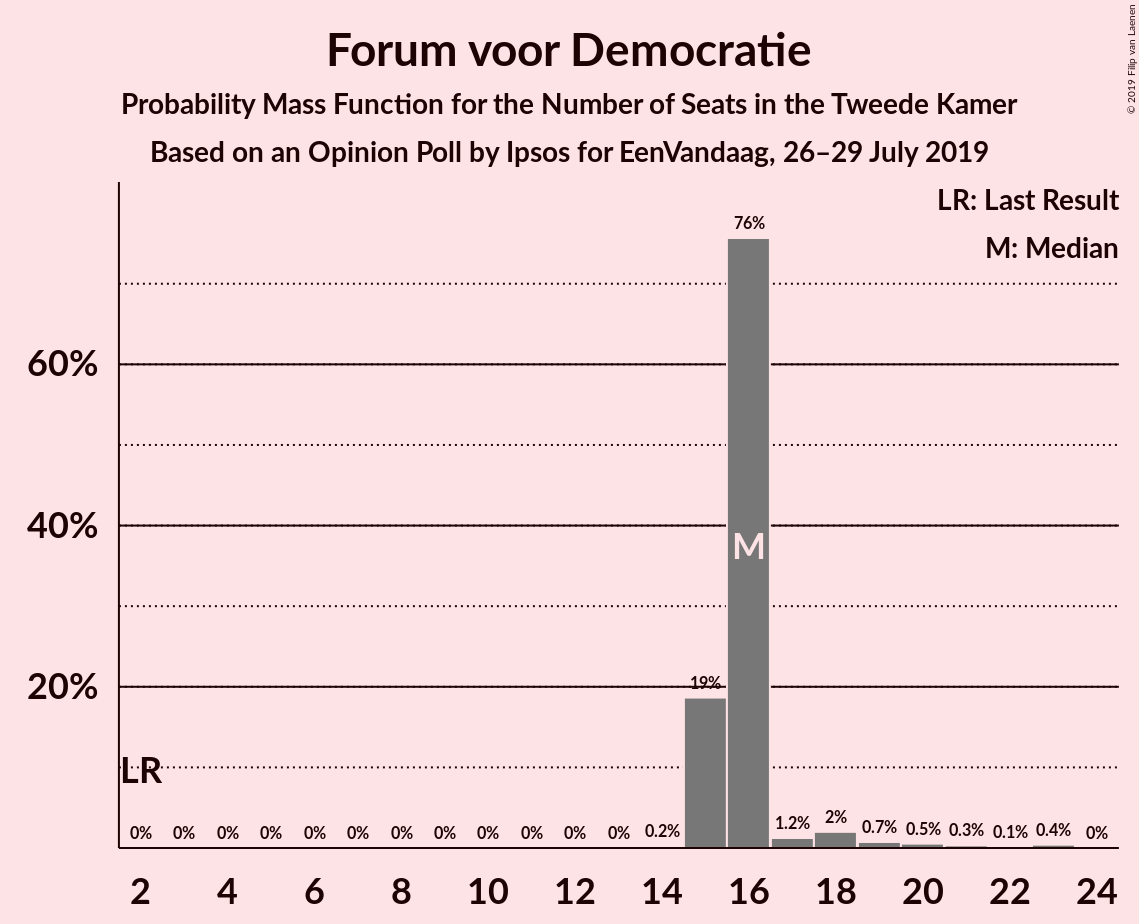 Forum voor Democratie
Probability Mass Function for the Number of Seats in the Tweede Kamer
Based on an Opinion Poll by Ipsos for EenVandaag, 26–29 July 2019
© 2019 Filip van Laenen
LR: Last Result
M: Median
76%
60%
40%
M
20%
19%
LR
0% 0% 0% 0% 0% 0% 0% 0% 0% 0% 0% 0% 0.2% 1.2% 2% 0.7% 0.5% 0.3% 0.1% 0.4% 0%
2 4 6 8 10 12 14 16 18 20 22 24